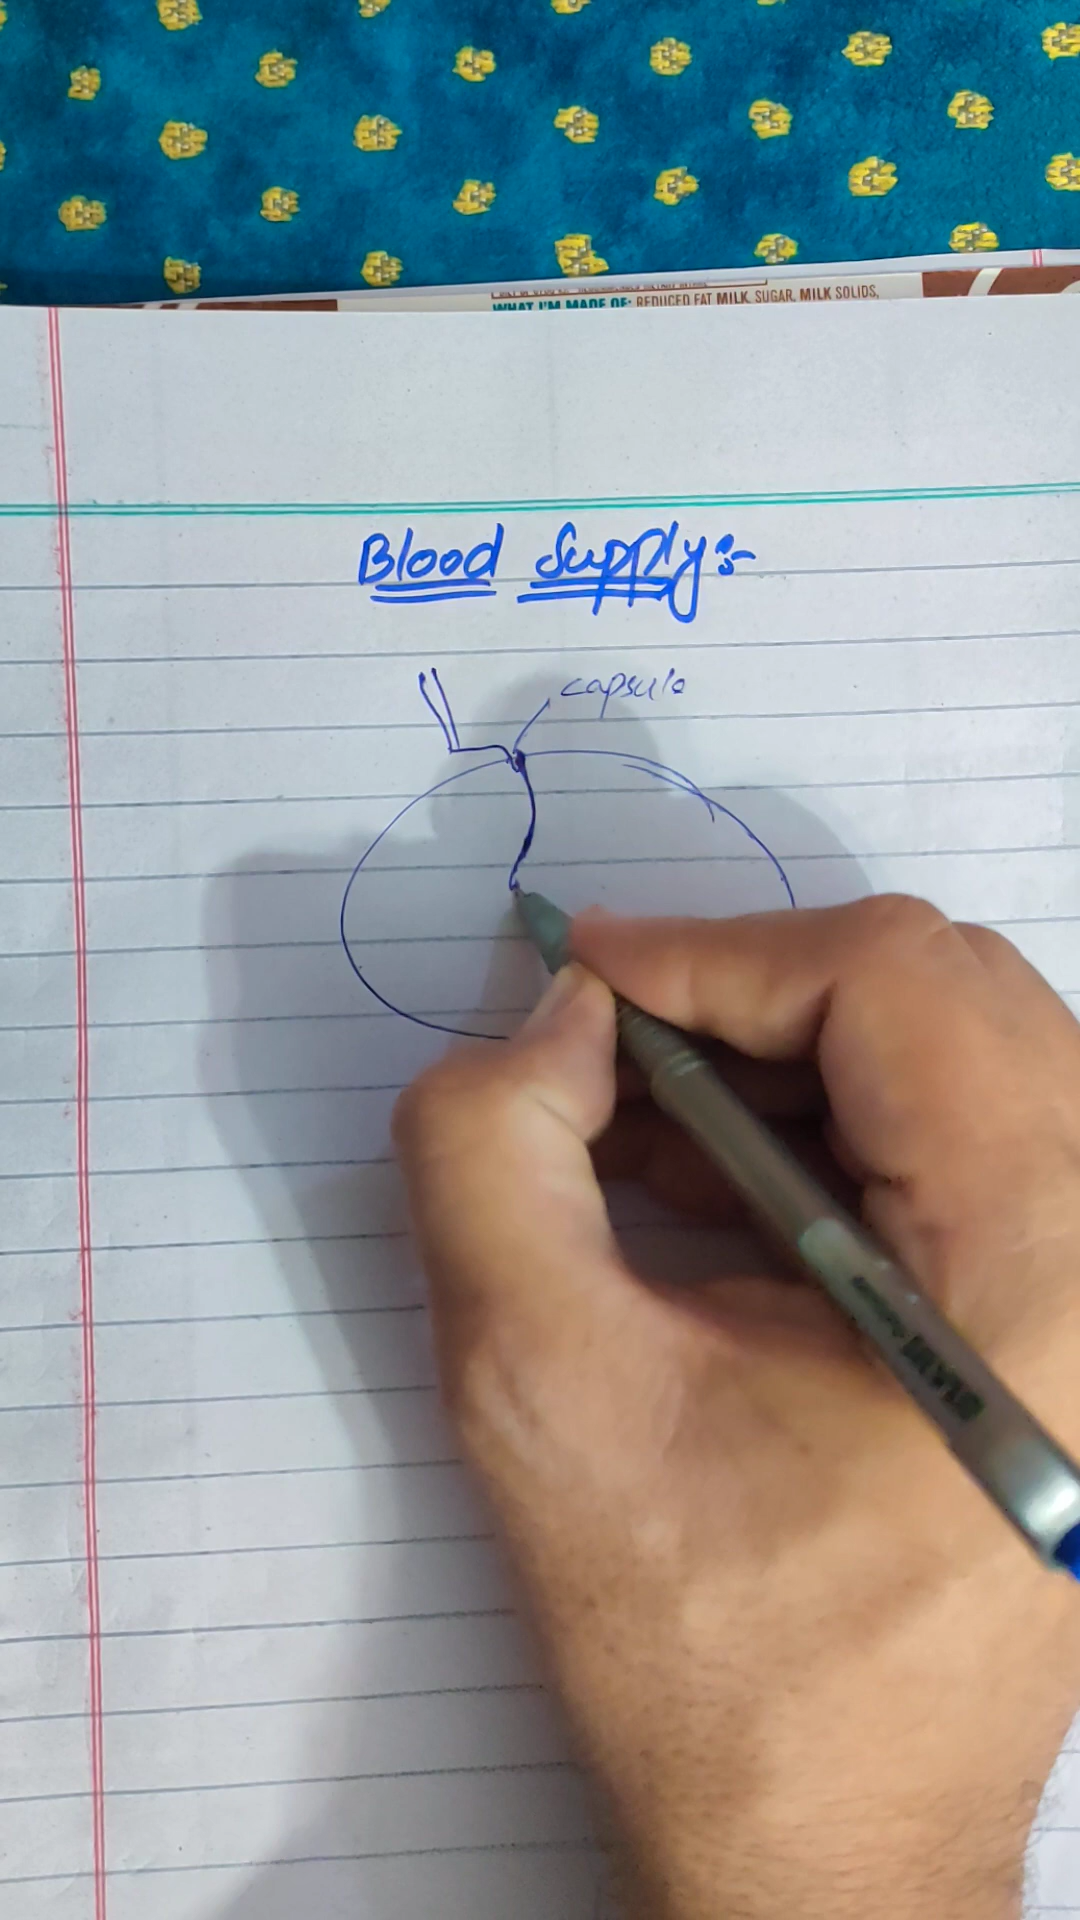 WHAT I'M MADE OF: REDUCED FAT MILK, SUGAR, MILK SOLIDS,
Blood Supply:-
capsule